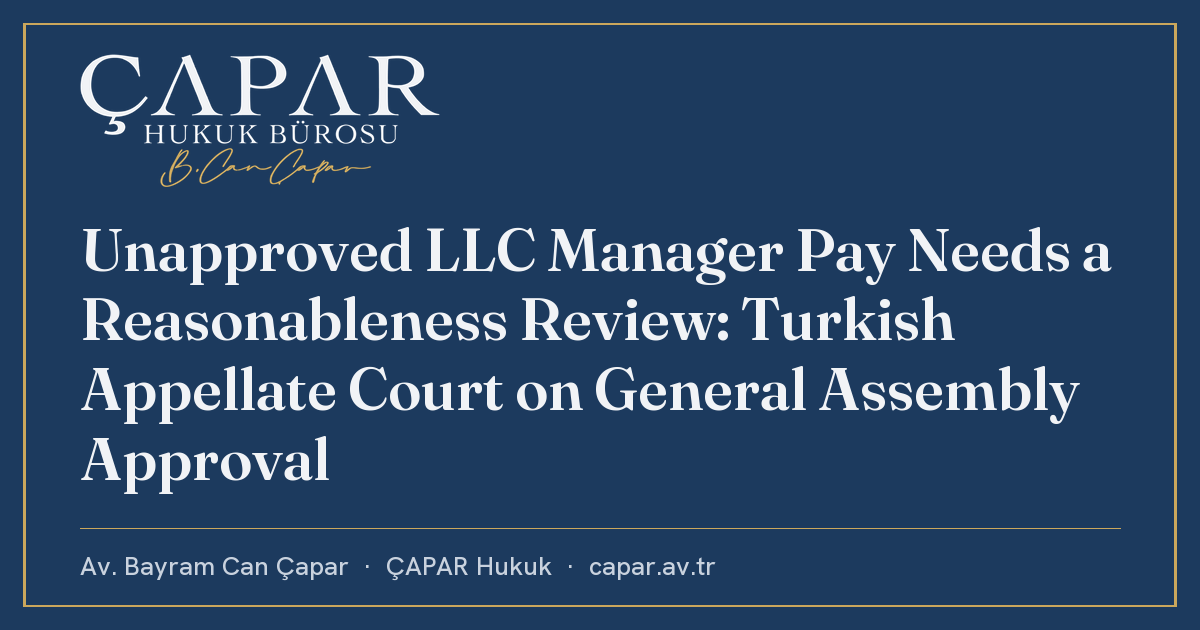 ÇAPAR
HUKUK BÜROSU
B.Can Çapar
Unapproved LLC Manager Pay Needs a
Reasonableness Review: Turkish
Appellate Court on General Assembly
Approval
Av. Bayram Can Çapar · ÇAPAR Hukuk · capar.av.tr